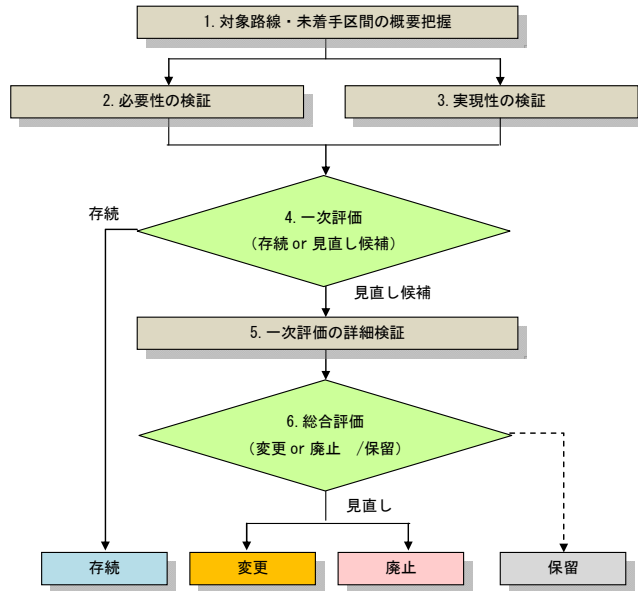 1. 対象路線・未着手区間の概要把握
2. 必要性の検証
3. 実現性の検証
4. 一次評価
（存続 or 見直し候補）
存続
見直し候補
5. 一次評価の詳細検証
6. 総合評価
（変更 or 廃止　/保留）
見直し
存続
変更
廃止
保留